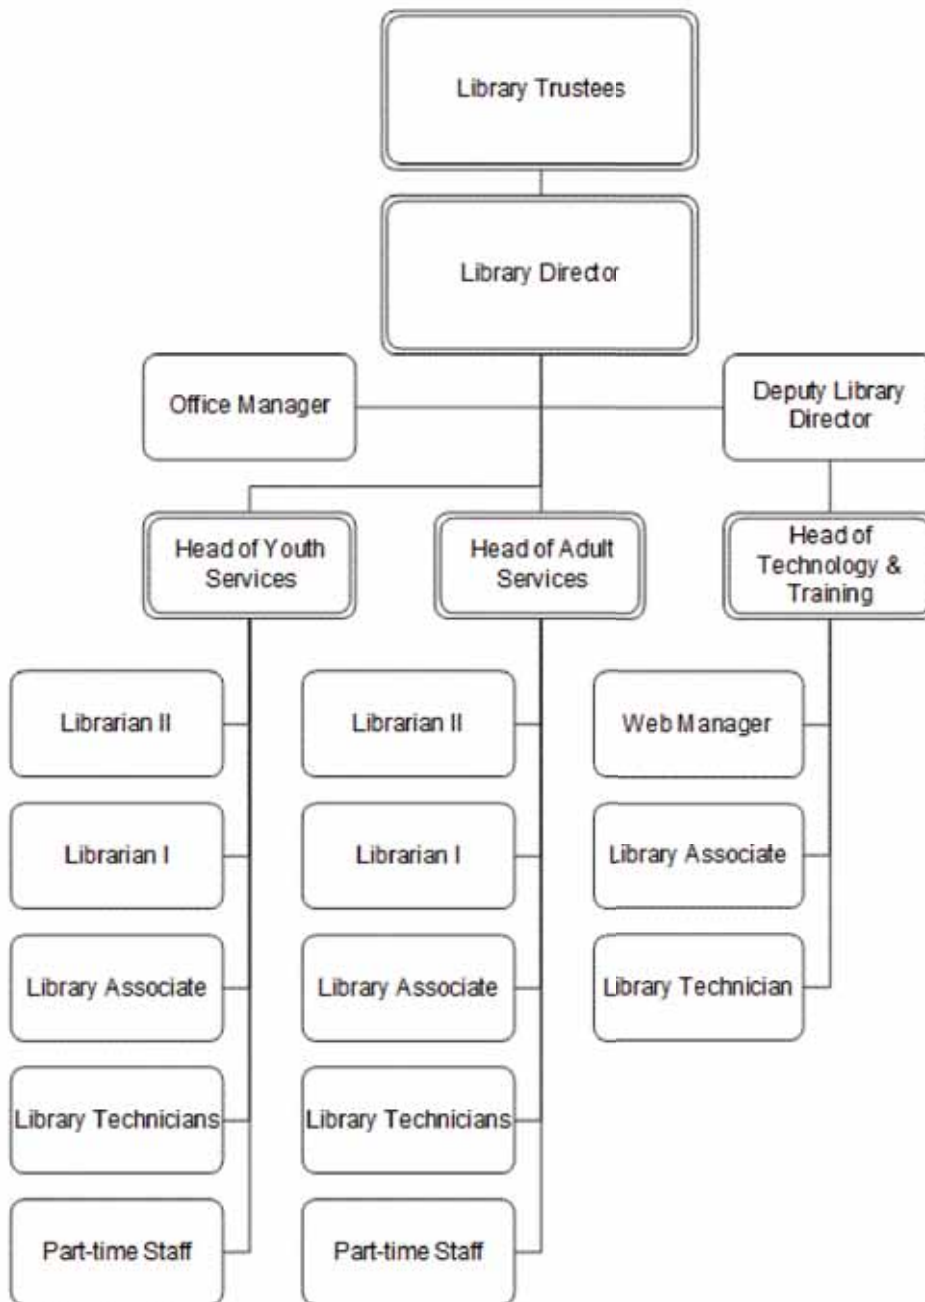 Library Trustees
Library Director
Office Manager
Deputy Library
Director
Head of Youth
Services
Head of Adult
Services
Head of
Technology &
Training
Librarian II
Librarian II
Web Manager
Librarian I
Librarian I
Library Associate
Library Associate
Library Associate
Library Technician
Library Technicians
Library Technicians
Part-time Staff
Part-time Staff